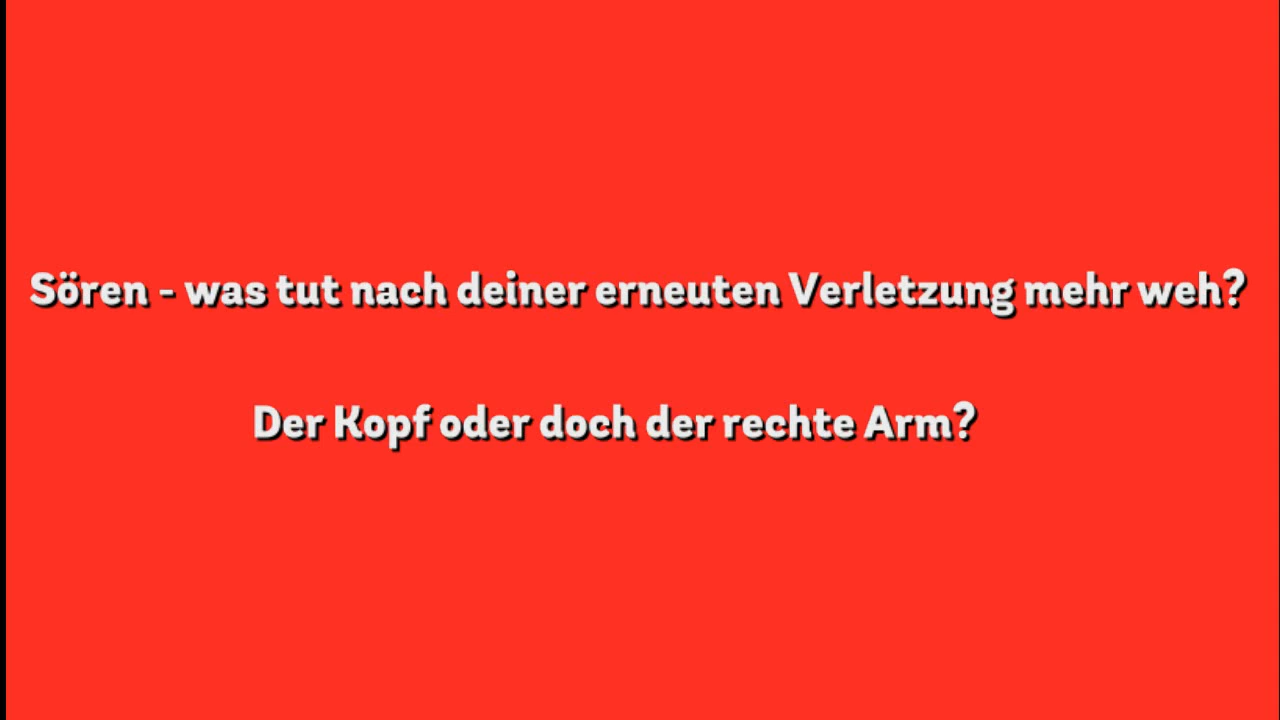 Sören - was tut nach deiner erneuten Verletzung mehr weh?
Der Kopf oder doch der rechte Arm?